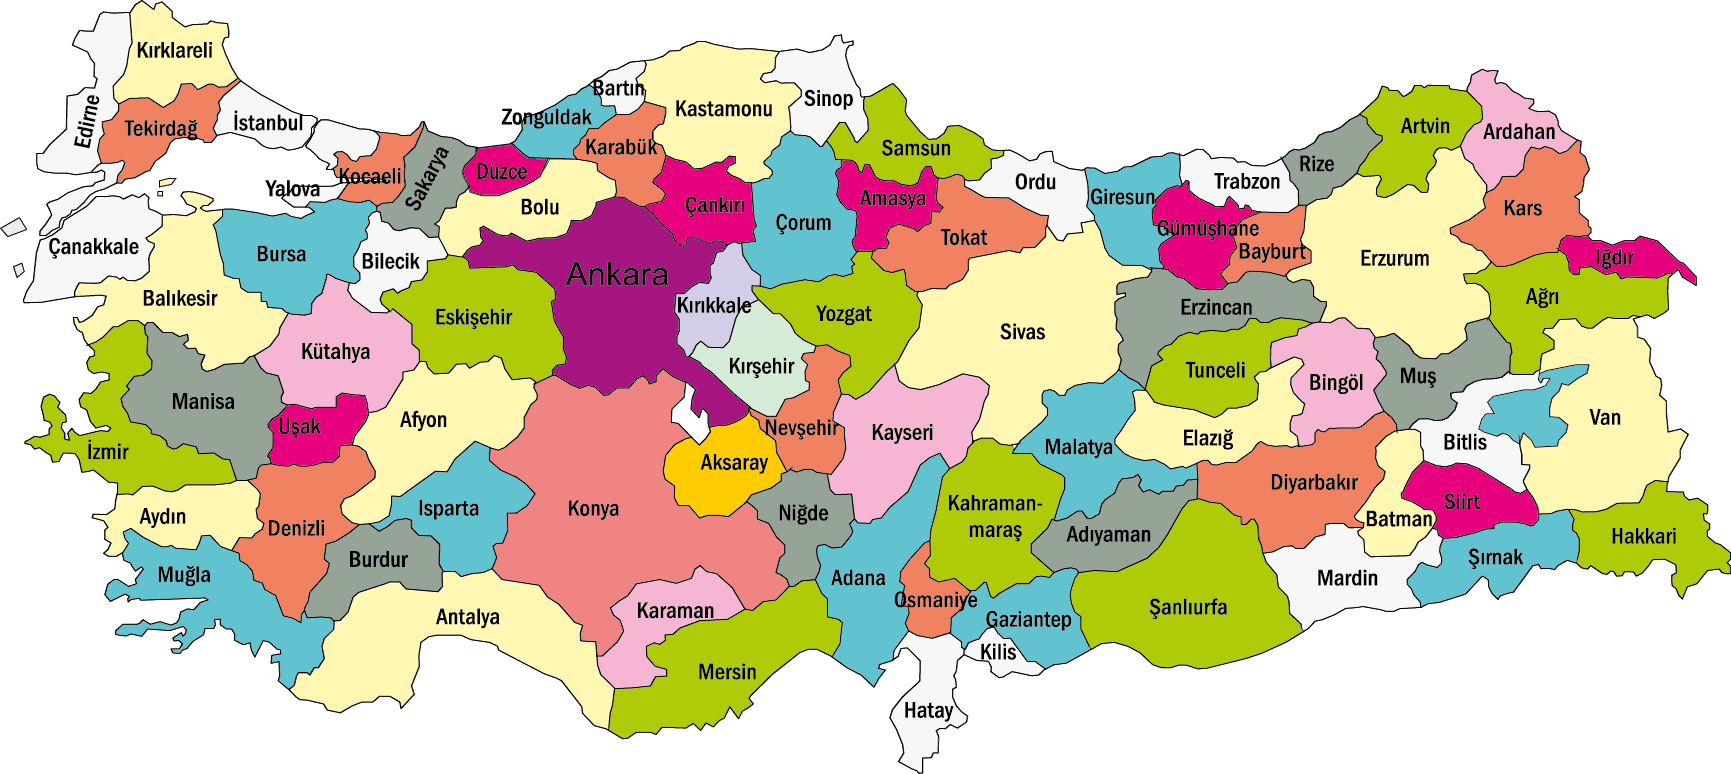 Kırklareli
Edirne
Tekirdağ
İstanbul
Yalova
Kocaeli
Sakarya
Düzce
Zonguldak
Bartın
Karabük
Kastamonu
Sinop
Samsun
Ordu
Giresun
Trabzon
Rize
Artvin
Ardahan
Kars
Iğdır
Ağrı
Erzurum
Bayburt
Gümüşhane
Tokat
Amasya
Çorum
Çankırı
Bolu
Ankara
Kırıkkale
Kırşehir
Yozgat
Sivas
Erzincan
Tunceli
Bingöl
Muş
Bitlis
Van
Çanakkale
Balıkesir
Bursa
Bilecik
Eskişehir
Kütahya
Manisa
Uşak
Afyon
İzmir
Aydın
Denizli
Muğla
Burdur
Isparta
Antalya
Konya
Aksaray
Nevşehir
Kayseri
Niğde
Karaman
Mersin
Adana
Osmaniye
Hatay
Kilis
Gaziantep
Kahraman-
maraş
Malatya
Elazığ
Adıyaman
Şanlıurfa
Diyarbakır
Batman
Siirt
Mardin
Şırnak
Hakkari